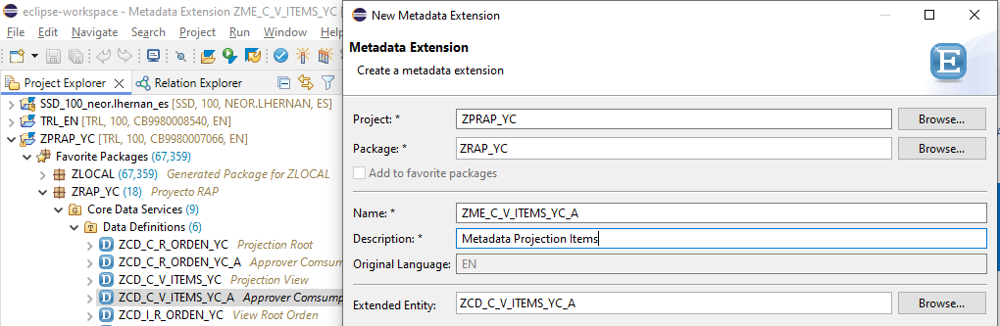 eclipse-workspace - Metadata Extension ZME_C_V_ITEMS_YC [
File Edit Navigate Search Project Run Window Help
Project Explorer
Relation Explorer
SSD_100_neor.lhernan_es [SSD, 100, NEOR.LHERNAN, ES]
TRL_EN [TRL, 100, CB9980008540, EN]
ZPRAP_YC [TRL, 100, CB9980007066, EN]
Favorite Packages (67,359)
ZLOCAL (67,359) Generated Package for ZLOCAL
ZRAP_YC (18) Proyecto RAP
Core Data Services (9)
Data Definitions (6)
ZCD_C_R_ORDEN_YC Projection Root
ZCD_C_R_ORDEN_YC_A Approver Comsum
ZCD_C_V_ITEMS_YC Projection View
ZCD_C_V_ITEMS_YC_A Approver Comsump
ZCD_I_R_ORDEN_YC View Root Orden
New Metadata Extension
Metadata Extension
Create a metadata extension
E
Project: * ZPRAP_YC Browse...
Package: * ZRAP_YC Browse...
Add to favorite packages
Name: * ZME_C_V_ITEMS_YC_A
Description: * Metadata Projection Items
Original Language: EN
Extended Entity: ZCD_C_V_ITEMS_YC_A Browse...